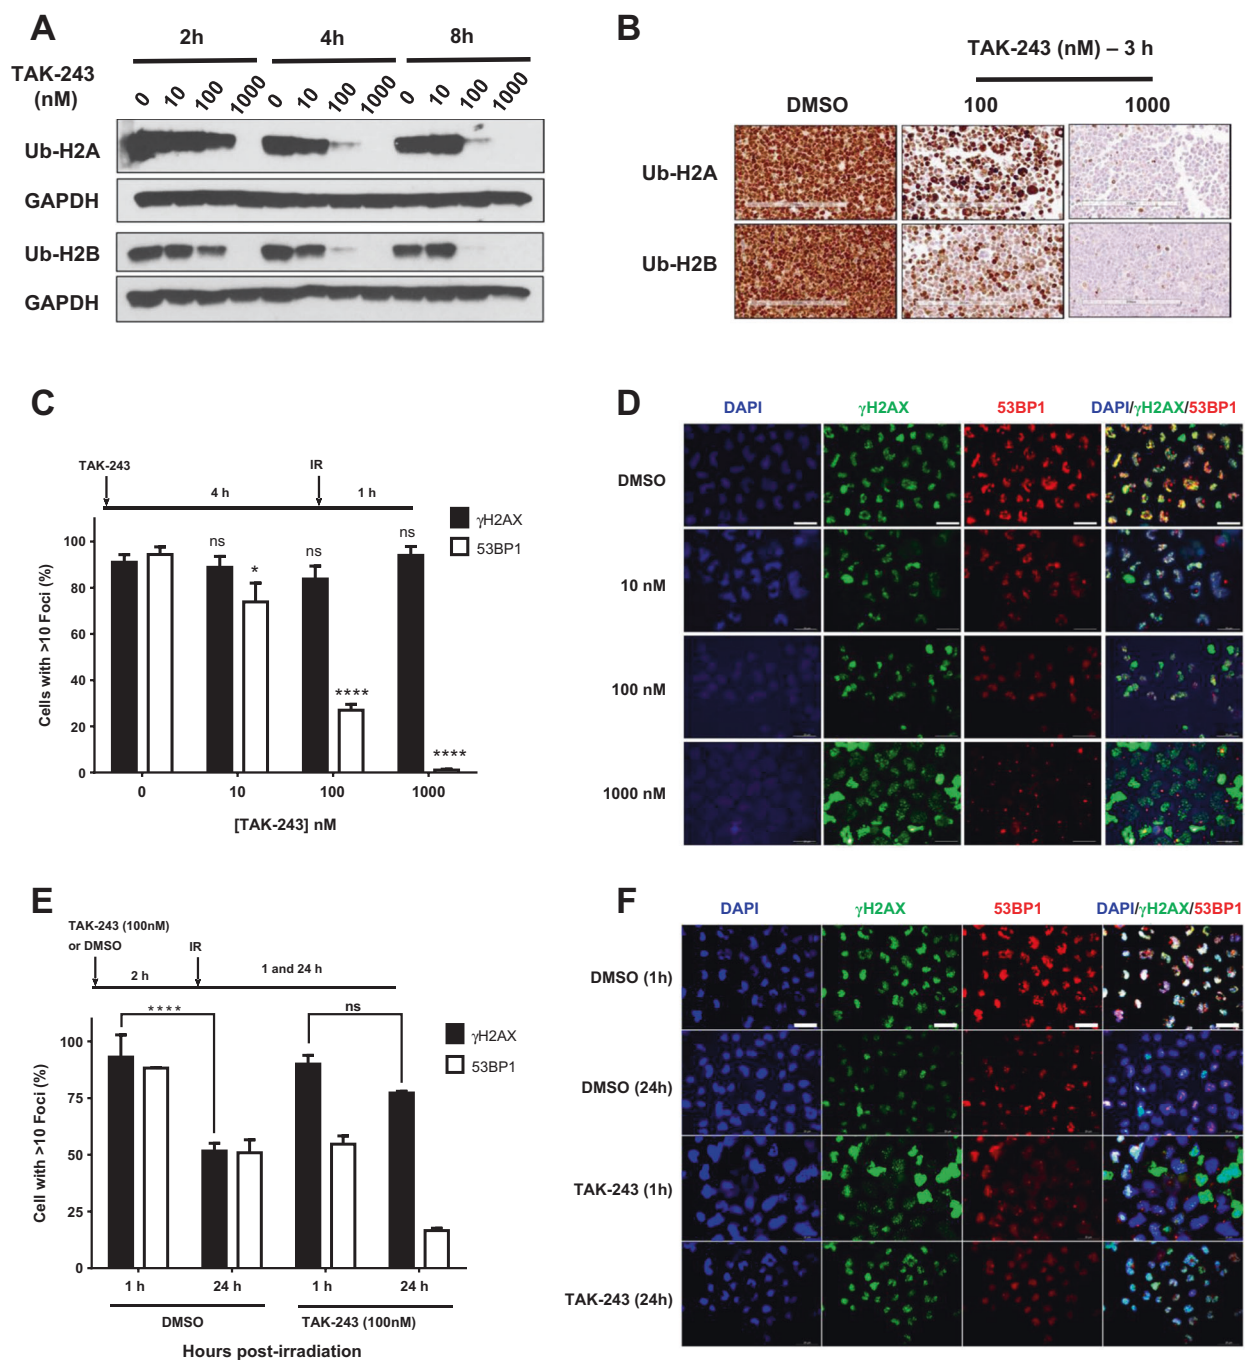 A
2h 4h 8h
TAK-243
(nM)
0 10 100 1000 0 10 100 1000 0 10 100 1000
Ub-H2A
GAPDH
Ub-H2B
GAPDH
B
TAK-243 (nM) – 3 h
DMSO 100 1000
Ub-H2A
Ub-H2B
C
TAK-243 IR
4 h 1 h
γH2AX
53BP1
Cells with >10 Foci (%)
100
80
60
40
20
0
ns * ns **** ns ****
0 10 100 1000
[TAK-243] nM
D
DAPI γH2AX 53BP1 DAPI/γH2AX/53BP1
DMSO
10 nM
100 nM
1000 nM
E
TAK-243 (100nM)
or DMSO IR
2 h 1 and 24 h
**** ns
γH2AX
53BP1
Cell with >10 Foci (%)
100
75
50
25
0
1 h 24 h 1 h 24 h
DMSO TAK-243 (100nM)
Hours post-irradiation
F
DAPI γH2AX 53BP1 DAPI/γH2AX/53BP1
DMSO (1h)
DMSO (24h)
TAK-243 (1h)
TAK-243 (24h)